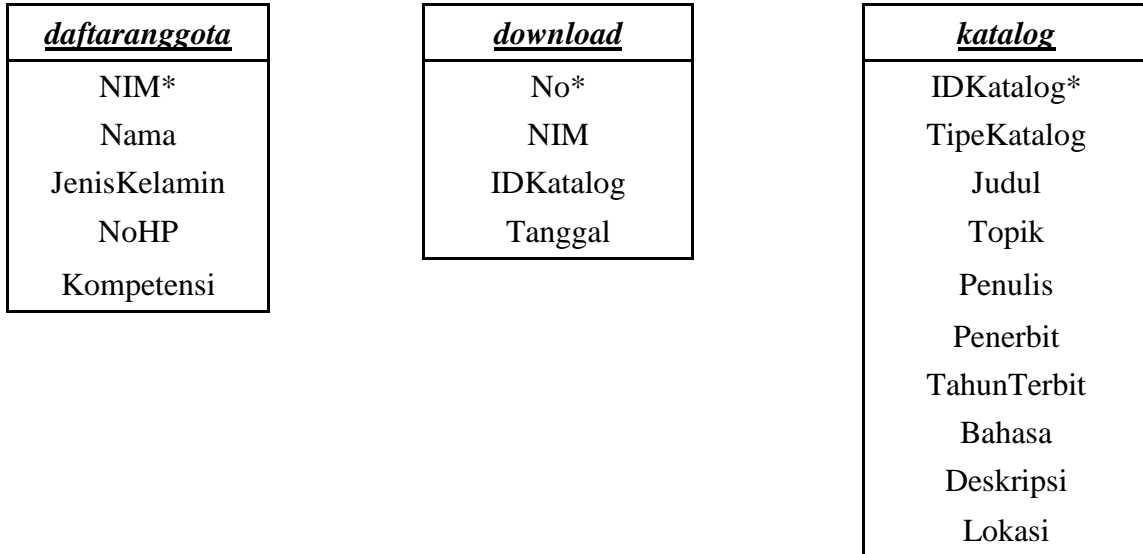 daftaranggota
NIM*
Nama
JenisKelamin
NoHP
Kompetensi
download
No*
NIM
IDKatalog
Tanggal
katalog
IDKatalog*
TipeKatalog
Judul
Topik
Penulis
Penerbit
TahunTerbit
Bahasa
Deskripsi
Lokasi